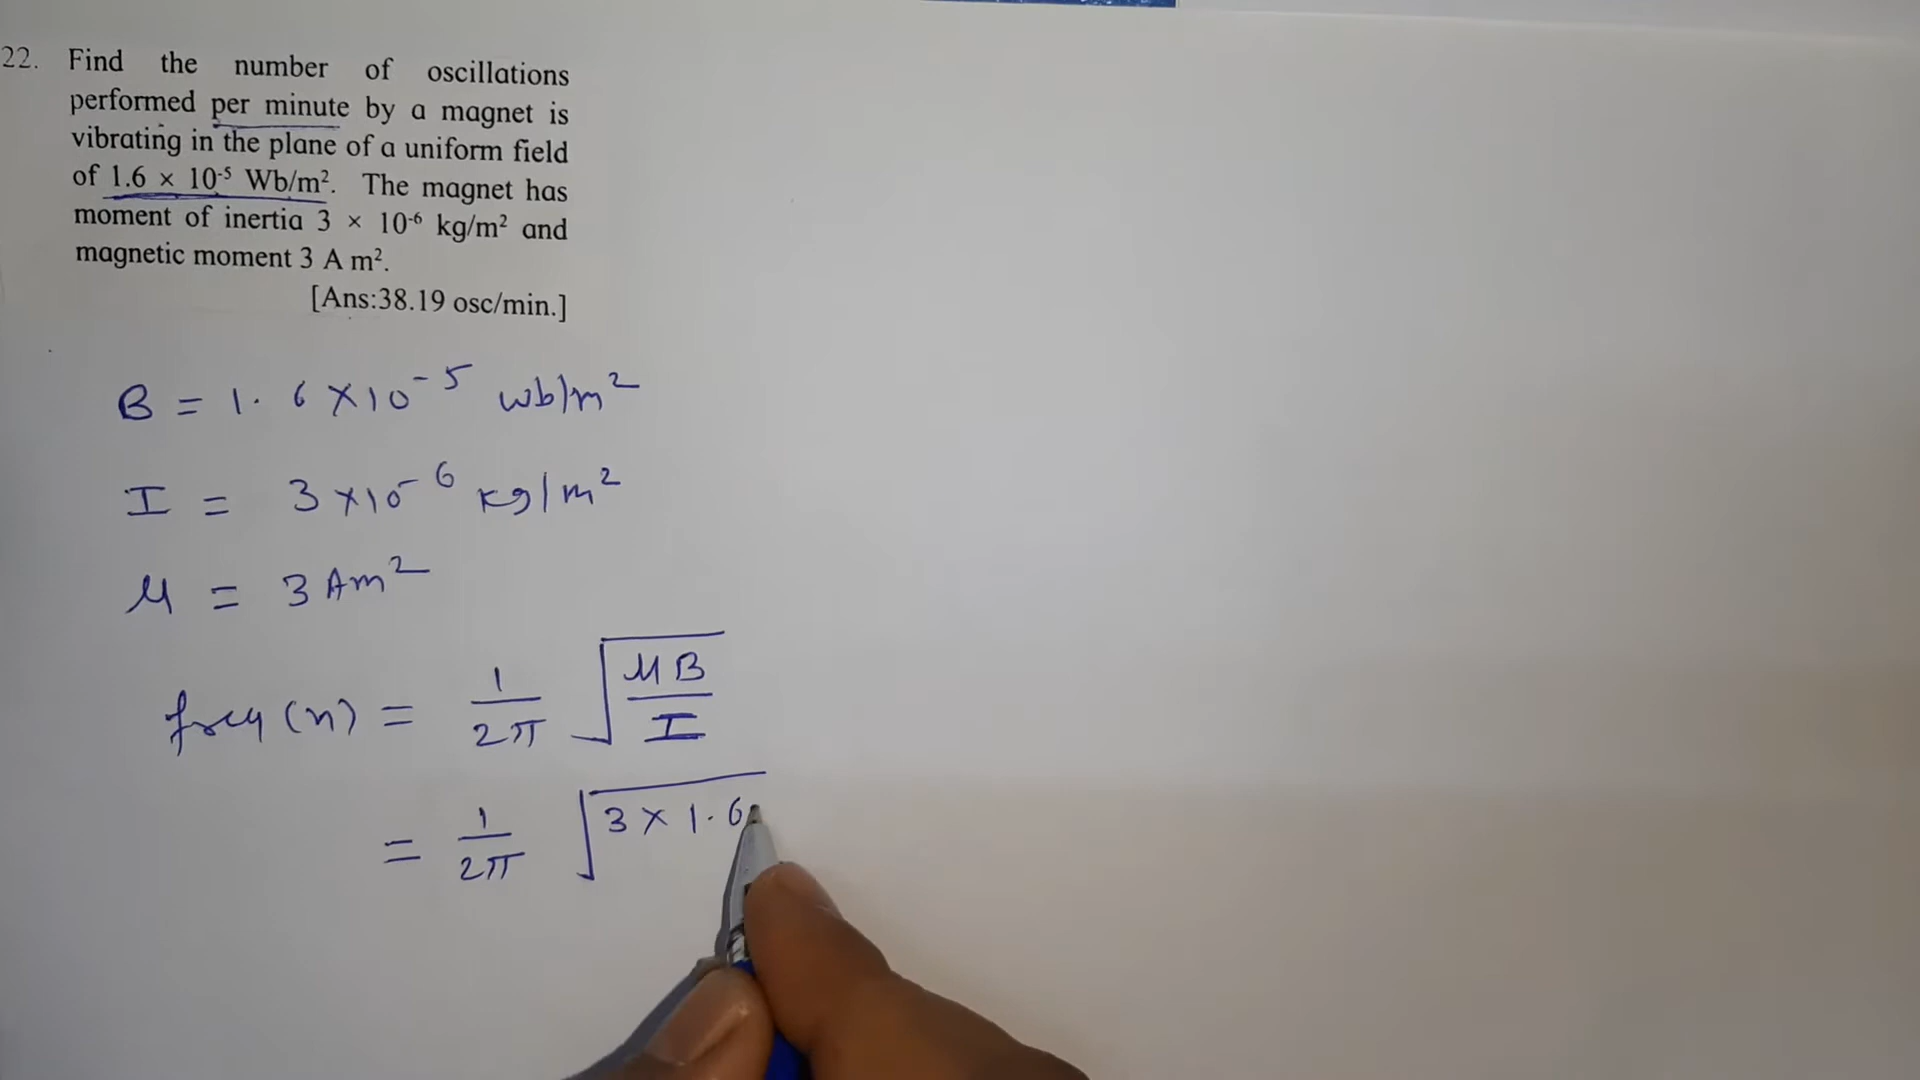 22. Find the number of oscillations
performed per minute by a magnet is
vibrating in the plane of a uniform field
of 1.6 × 10⁻⁵ Wb/m². The magnet has
moment of inertia 3 × 10⁻⁶ kg/m² and
magnetic moment 3 A m².
[Ans:38.19 osc/min.]
B = 1.6 × 10⁻⁵ wb/m²
I = 3 × 10⁻⁶ kg/m²
μ = 3 Am²
freq (n) = 1/2π √(μB/I)
= 1/2π √(3 × 1.6